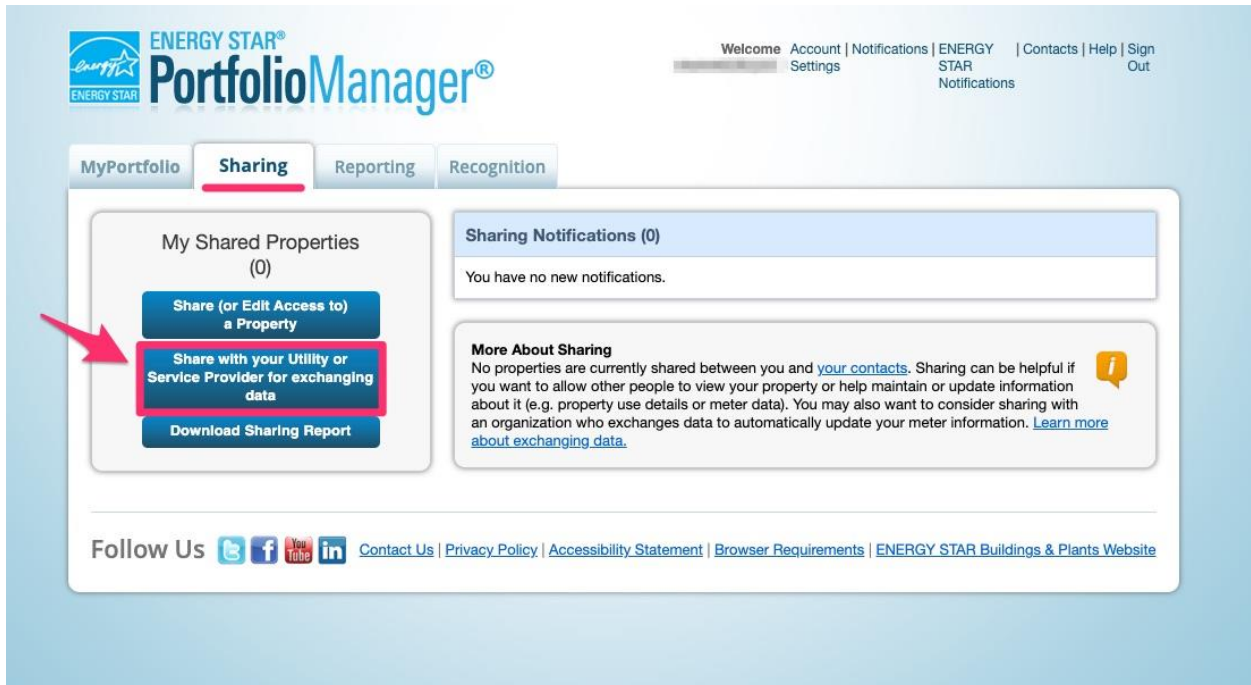 ENERGY STAR®
PortfolioManager®
energy
ENERGY STAR
Welcome Account | Notifications | ENERGY | Contacts | Help | Sign
Settings STAR Out
Notifications
MyPortfolio Sharing Reporting Recognition
My Shared Properties
(0)
Share (or Edit Access to)
a Property
Share with your Utility or
Service Provider for exchanging
data
Download Sharing Report
Sharing Notifications (0)
You have no new notifications.
More About Sharing
No properties are currently shared between you and your contacts. Sharing can be helpful if
you want to allow other people to view your property or help maintain or update information
about it (e.g. property use details or meter data). You may also want to consider sharing with
an organization who exchanges data to automatically update your meter information. Learn more
about exchanging data.
i
Follow Us You Tube in Contact Us | Privacy Policy | Accessibility Statement | Browser Requirements | ENERGY STAR Buildings & Plants Website